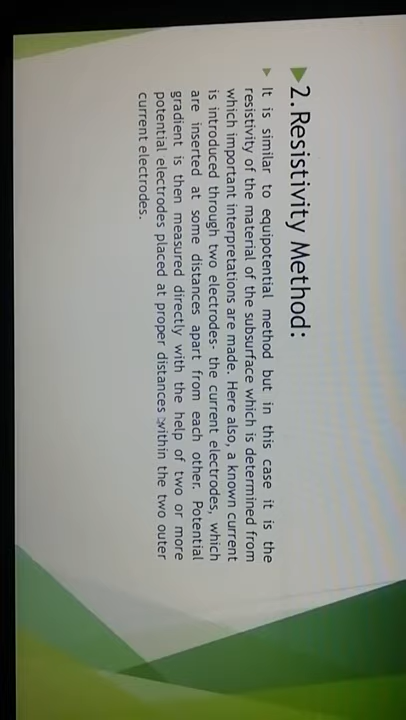 2. Resistivity Method:
It is similar to equipotential method but in this case it is the
resistivity of the material of the subsurface which is determined from
which important interpretations are made. Here also, a known current
is introduced through two electrodes- the current electrodes, which
are inserted at some distances apart from each other. Potential
gradient is then measured directly with the help of two or more
potential electrodes placed at proper distances within the two outer
current electrodes.